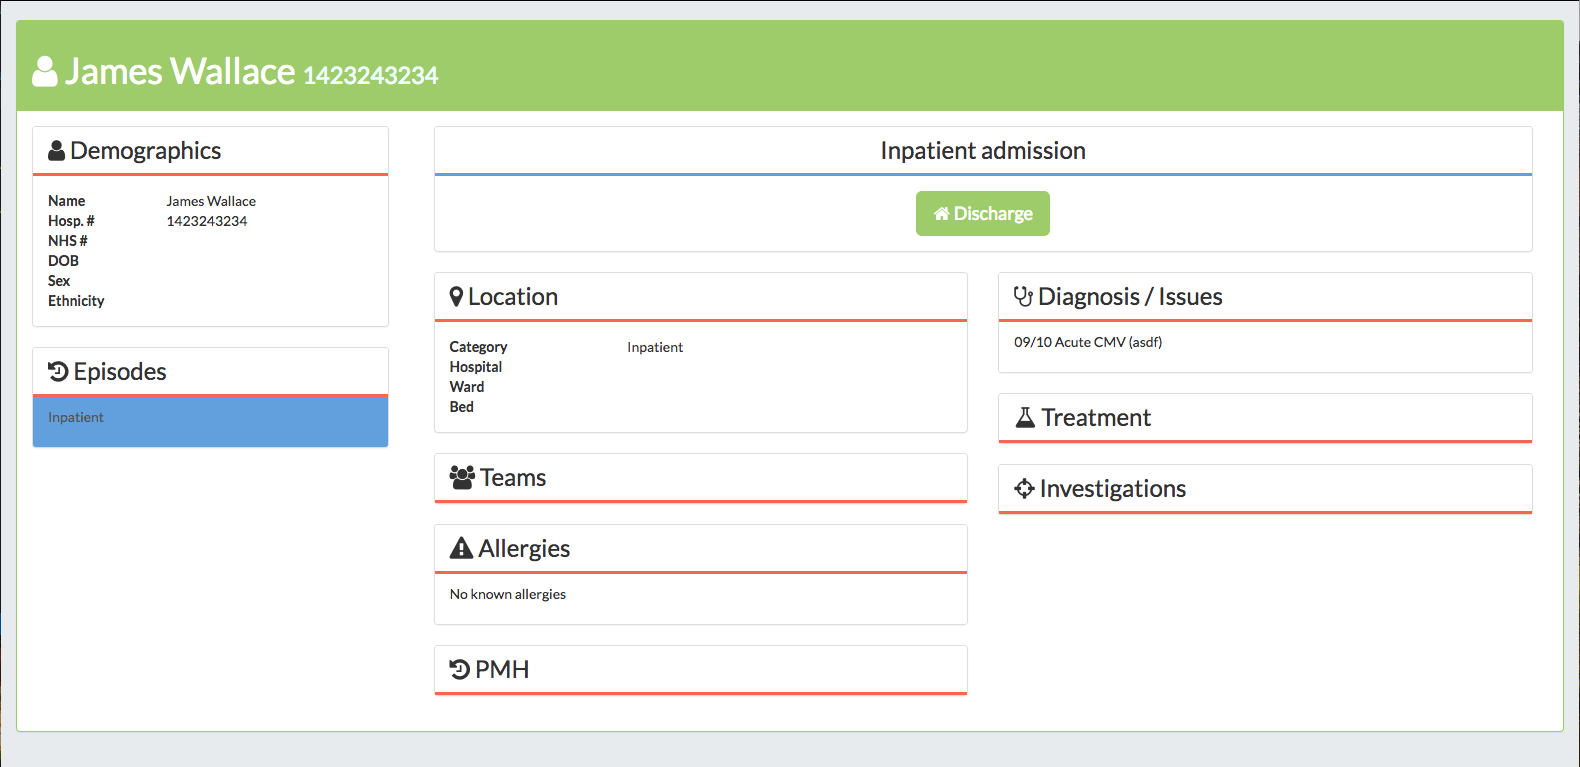 James Wallace 1423243234
Demographics
Name James Wallace
Hosp. # 1423243234
NHS #
DOB
Sex
Ethnicity
Episodes
Inpatient
Inpatient admission
Discharge
Location
Category Inpatient
Hospital
Ward
Bed
Teams
Allergies
No known allergies
PMH
Diagnosis / Issues
09/10 Acute CMV (asdf)
Treatment
Investigations